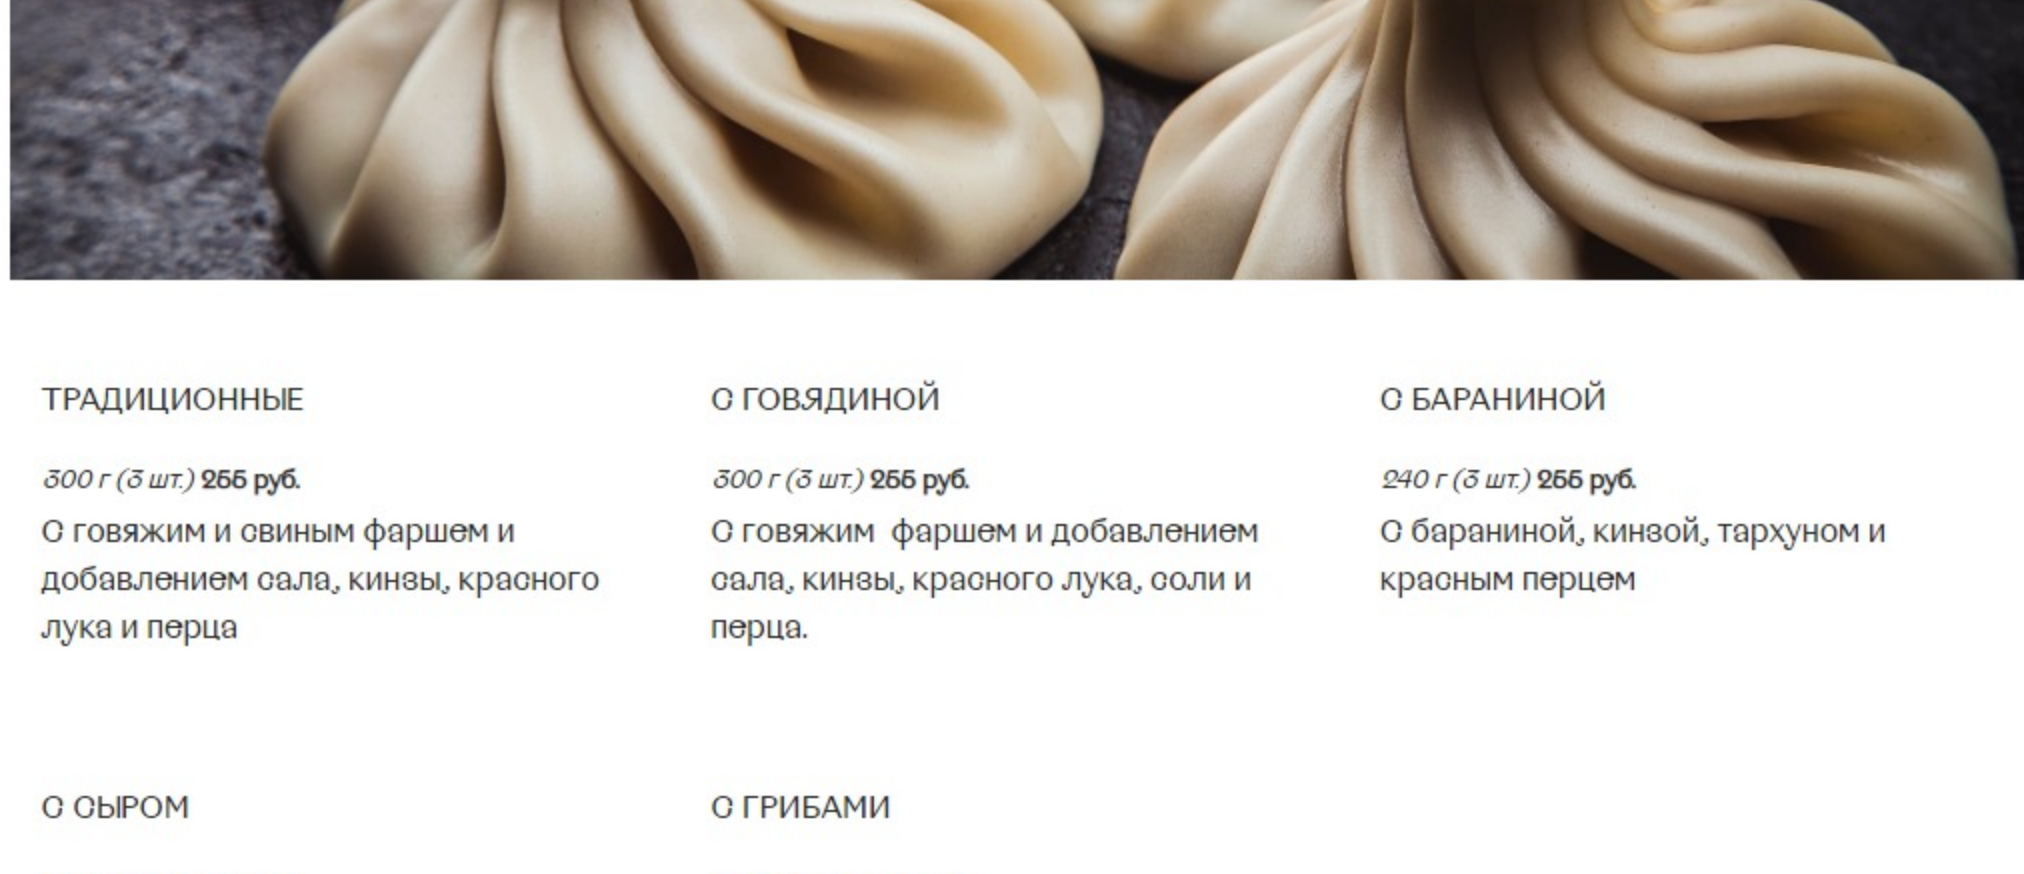 ТРАДИЦИОННЫЕ
300 г (3 шт.) 255 руб.
С говяжим и свиным фаршем и
добавлением сала, кинзы, красного
лука и перца
С ГОВЯДИНОЙ
300 г (3 шт.) 255 руб.
С говяжим  фаршем и добавлением
сала, кинзы, красного лука, соли и
перца.
С БАРАНИНОЙ
240 г (3 шт.) 255 руб.
С бараниной, кинзой, тархуном и
красным перцем
С СЫРОМ
С ГРИБАМИ